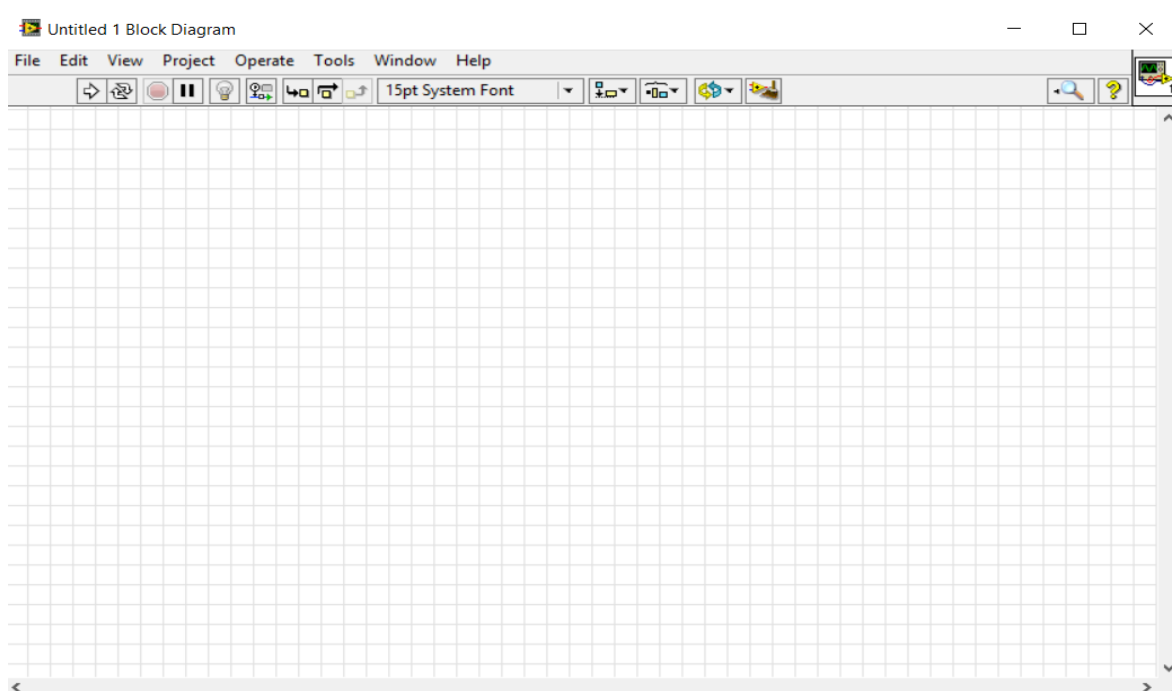 Untitled 1 Block Diagram
File Edit View Project Operate Tools Window Help
15pt System Font